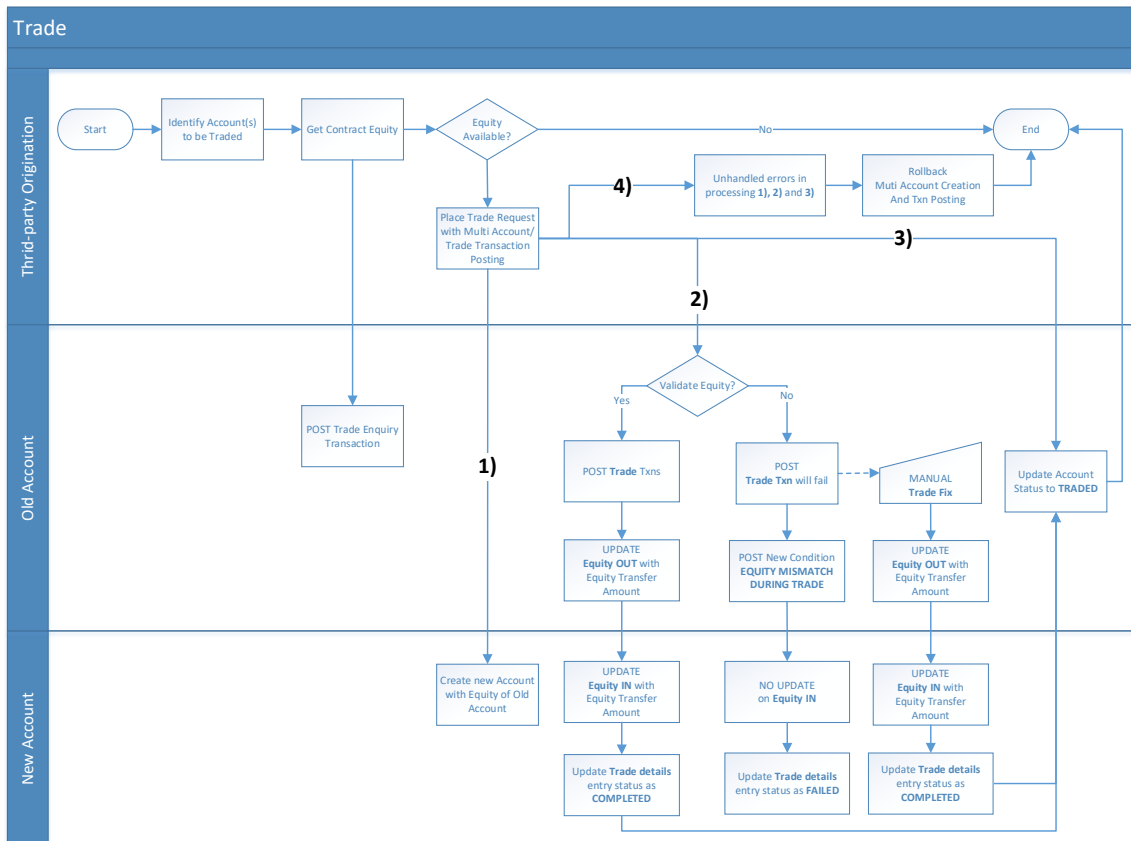 Trade
Thrid-party Origination
Start
Identify Account(s)
to be Traded
Get Contract Equity
Equity
Available?
No
End
4)
Unhandled errors in
processing 1), 2) and 3)
Rollback
Muti Account Creation
And Txn Posting
Place Trade Request
with Multi Account/
Trade Transaction
Posting
3)
2)
Old Account
Validate Equity?
Yes
No
POST Trade Enquiry
Transaction
1)
POST Trade Txns
POST
Trade Txn will fail
MANUAL
Trade Fix
Update Account
Status to TRADED
UPDATE
Equity OUT with
Equity Transfer
Amount
POST New Condition
EQUITY MISMATCH
DURING TRADE
UPDATE
Equity OUT with
Equity Transfer
Amount
New Account
Create new Account
with Equity of Old
Account
UPDATE
Equity IN with
Equity Transfer
Amount
NO UPDATE
on Equity IN
UPDATE
Equity IN with
Equity Transfer
Amount
Update Trade details
entry status as
COMPLETED
Update Trade details
entry status as FAILED
Update Trade details
entry status as
COMPLETED